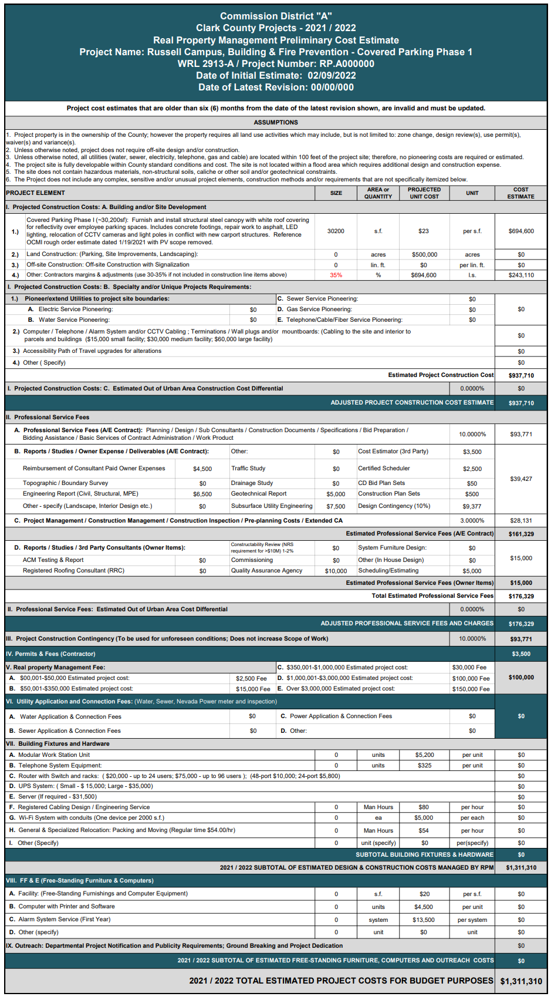 Commission District "A"
Clark County Projects - 2021 / 2022
Real Property Management Preliminary Cost Estimate
Project Name: Russell Campus, Building & Fire Prevention - Covered Parking Phase 1
WRL 2913-A / Project Number: RP.A000000
Date of Initial Estimate: 02/09/2022
Date of Latest Revision: 00/00/000
Project cost estimates that are older than six (6) months from the date of the latest revision shown, are invalid and must be updated.
ASSUMPTIONS
1. Project property is in the ownership of the County; however the property requires all land use activities which may include, but is not limited to: zone change, design review(s), use permit(s),
waiver(s) and variance(s).
2. Unless otherwise noted, project does not require off-site design and/or construction.
3. Unless otherwise noted, all utilities (water, sewer, electricity, telephone, gas and cable) are located within 100 feet of the project site; therefore, no pioneering costs are required or estimated.
4. The project site is fully developable within County standard conditions and cost. The site is not located within a flood area which requires additional design and construction expense.
5. The site does not contain hazardous materials, non-structural soils, caliche or other soil and/or geotechnical constraints.
6. The Project does not include any complex, sensitive and/or unusual project elements, construction methods and/or requirements that are not specifically itemized below.
PROJECT ELEMENT SIZE AREA or QUANTITY PROJECTED UNIT COST UNIT COST ESTIMATE
I. Projected Construction Costs: A. Building and/or Site Development
Covered Parking Phase I (~30,200sf): Furnish and install structural steel canopy with white roof covering
for reflectivity over employee parking spaces. Includes concrete footings, repair work to asphalt, LED
1.) lighting, relocation of CCTV cameras and light poles in conflict with new carport structures. Reference 30200 s.f. $23 per s.f. $694,600
OCMI rough order estimate dated 1/19/2021 with PV scope removed.
2.) Land Construction: (Parking, Site Improvements, Landscaping): 0 acres $500,000 acres $0
3.) Off-site Construction: Off-site Construction with Signalization 0 lin. ft. $0 per lin. ft. $0
4.) Other: Contractors margins & adjustments (use 30-35% if not included in construction line items above) 35% % $694,600 l.s. $243,110
I. Projected Construction Costs: B. Specialty and/or Unique Projects Requirements:
1.) Pioneer/extend Utilities to project site boundaries: C. Sewer Service Pioneering: $0
A. Electric Service Pioneering: $0 D. Gas Service Pioneering: $0 $0
B. Water Service Pioneering: $0 E. Telephone/Cable/Fiber Service Pioneering: $0
2.) Computer / Telephone / Alarm System and/or CCTV Cabling ; Terminations / Wall plugs and/or mountboards: (Cabling to the site and interior to
parcels and buildings ($15,000 small facility; $30,000 medium facility; $60,000 large facility) $0
3.) Accessibility Path of Travel upgrades for alterations $0
4.) Other ( Specify) $0
Estimated Project Construction Cost $937,710
I. Projected Construction Costs: C. Estimated Out of Urban Area Construction Cost Differential 0.0000% $0
ADJUSTED PROJECT CONSTRUCTION COST ESTIMATE $937,710
II. Professional Service Fees
A. Professional Service Fees (A/E Contract): Planning / Design / Sub Consultants / Construction Documents / Specifications / Bid Preparation /
Bidding Assistance / Basic Services of Contract Administration / Work Product 10.0000% $93,771
B. Reports / Studies / Owner Expense / Deliverables (A/E Contract): Other: $0 Cost Estimator (3rd Party) $3,500
Reimbursement of Consultant Paid Owner Expenses $4,500 Traffic Study $0 Certified Scheduler $2,500
$39,427
Topographic / Boundary Survey $0 Drainage Study $0 CD Bid Plan Sets $50
Engineering Report (Civil, Structural, MPE) $6,500 Geotechnical Report $5,000 Construction Plan Sets $500
Other - specify (Landscape, Interior Design etc.) $0 Subsurface Utility Engineering $7,500 Design Contingency (10%) $9,377
C. Project Management / Construction Management / Construction Inspection / Pre-planning Costs / Extended CA 3.0000% $28,131
Estimated Professional Service Fees (A/E Contract) $161,329
D. Reports / Studies / 3rd Party Consultants (Owner Items): Constructability Review (NRS requirement for >$10M) 1-2% $0 System Furniture Design: $0
ACM Testing & Report $0 Commissioning $0 Other (In House Design) $0 $15,000
Registered Roofing Consultant (RRC) $0 Quality Assurance Agency $10,000 Scheduling/Estimating $5,000
Estimated Professional Service Fees (Owner Items) $15,000
Total Estimated Professional Service Fees $176,329
II. Professional Service Fees: Estimated Out of Urban Area Cost Differential 0.0000% $0
ADJUSTED PROFESSIONAL SERVICE FEES AND CHARGES $176,329
III. Project Construction Contingency (To be used for unforeseen conditions; Does not increase Scope of Work) 10.0000% $93,771
IV. Permits & Fees (Contractor) $3,500
V. Real property Management Fee: C. $350,001-$1,000,000 Estimated project cost: $30,000 Fee
A. $00,001-$50,000 Estimated project cost: $2,500 Fee D. $1,000,001-$3,000,000 Estimated project cost: $100,000 Fee $100,000
B. $50,001-$350,000 Estimated project cost: $15,000 Fee E. Over $3,000,000 Estimated project cost: $150,000 Fee
VI. Utility Application and Connection Fees: (Water, Sewer, Nevada Power meter and inspection)
A. Water Application & Connection Fees $0 C. Power Application & Connection Fees $0 $0
B. Sewer Application & Connection Fees $0 D. Other: $0
VII. Building Fixtures and Hardware
A. Modular Work Station Unit 0 units $5,200 per unit $0
B. Telephone System Equipment: 0 units $325 per unit $0
C. Router with Switch and racks: ( $20,000 - up to 24 users; $75,000 - up to 96 users ); (48-port $10,000; 24-port $5,800) $0
D. UPS System: ( Small - $ 15,000; Large - $35,000) $0
E. Server (If required - $31,500) $0
F. Registered Cabling Design / Engineering Service 0 Man Hours $80 per hour $0
G. Wi-Fi System with conduits (One device per 2000 s.f.) 0 ea $5,000 per each $0
H. General & Specialized Relocation: Packing and Moving (Regular time $54.00/hr) 0 Man Hours $54 per hour $0
I. Other (Specify) 0 unit (specify) $0 per(specify) $0
SUBTOTAL BUILDING FIXTURES & HARDWARE $0
2021 / 2022 SUBTOTAL OF ESTIMATED DESIGN & CONSTRUCTION COSTS MANAGED BY RPM $1,311,310
VIII. FF & E (Free-Standing Furniture & Computers)
A. Facility: (Free-Standing Furnishings and Computer Equipment) 0 s.f. $20 per s.f. $0
B. Computer with Printer and Software 0 units $4,500 per unit $0
C. Alarm System Service (First Year) 0 system $13,500 per system $0
D. Other (specify) 0 unit $0 unit $0
IX. Outreach: Departmental Project Notification and Publicity Requirements; Ground Breaking and Project Dedication $0
2021 / 2022 SUBTOTAL OF ESTIMATED FREE-STANDING FURNITURE, COMPUTERS AND OUTREACH COSTS $0
2021 / 2022 TOTAL ESTIMATED PROJECT COSTS FOR BUDGET PURPOSES $1,311,310